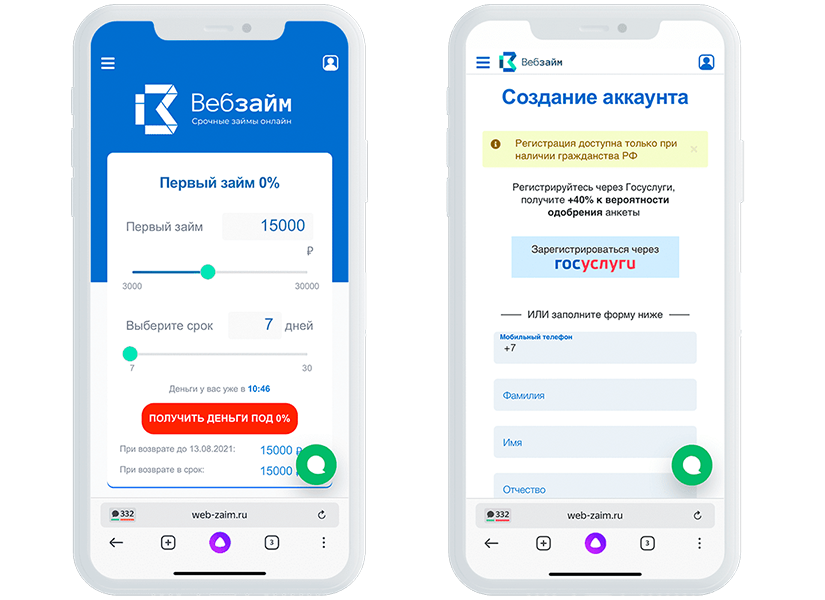 Вебзайм
Срочные займы онлайн
Первый займ 0%
Первый займ 15000
₽
3000 30000
Выберите срок 7 дней
7 30
Деньги у вас уже в 10:46
ПОЛУЧИТЬ ДЕНЬГИ ПОД 0%
При возврате до 13.08.2021: 15000 ₽
При возврате в срок: 15000
332 web-zaim.ru
3
Вебзайм
Создание аккаунта
Регистрация доступна только при
наличии гражданства РФ
Регистрируйтесь через Госуслуги,
получите +40% к вероятности
одобрения анкеты
Зарегистрироваться через
госуслуги
ИЛИ заполните форму ниже
Мобильный телефон
+7
Фамилия
Имя
Отчество
332 web-zaim.ru
3